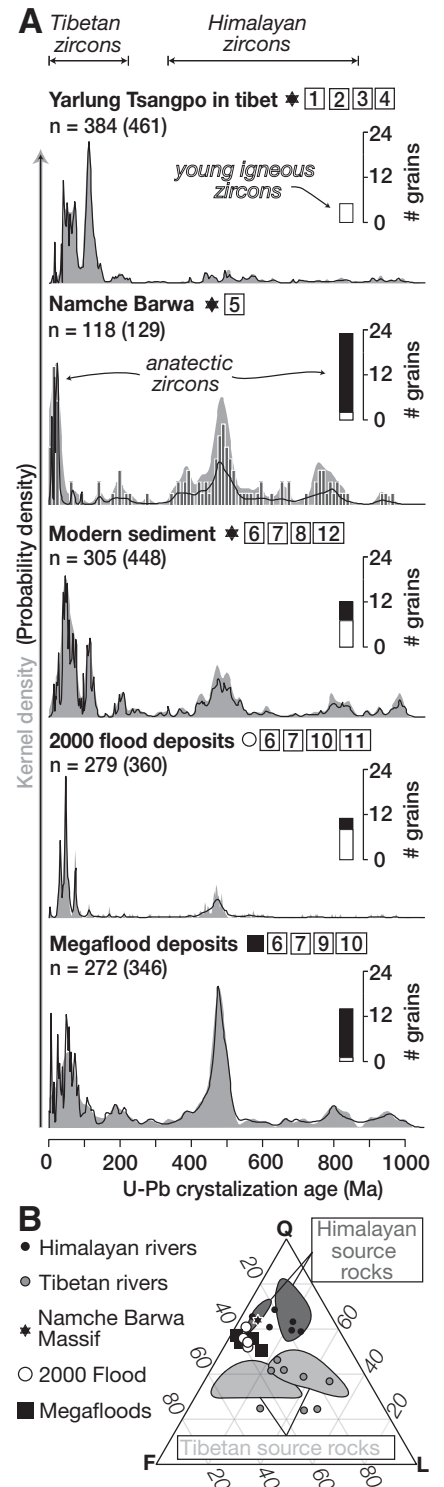 A
Tibetan zircons
Himalayan zircons
Yarlung Tsangpo in tibet 1 2 3 4
n = 384 (461)
young igneous zircons
24
12
0
# grains
Namche Barwa 5
n = 118 (129)
anatectic zircons
24
12
0
# grains
Kernel density (Probability density)
Modern sediment 6 7 8 12
n = 305 (448)
24
12
0
# grains
2000 flood deposits 6 7 10 11
n = 279 (360)
24
12
0
# grains
Megaflood deposits 6 7 9 10
n = 272 (346)
24
12
0
# grains
0 200 400 600 800 1000
U-Pb crystalization age (Ma)
B
Himalayan rivers
Tibetan rivers
Namche Barwa
Massif
2000 Flood
Megafloods
Q
Himalayan
source
rocks
20
40
60
80
60
40
20
F
L
Tibetan source rocks
20
40
60
80